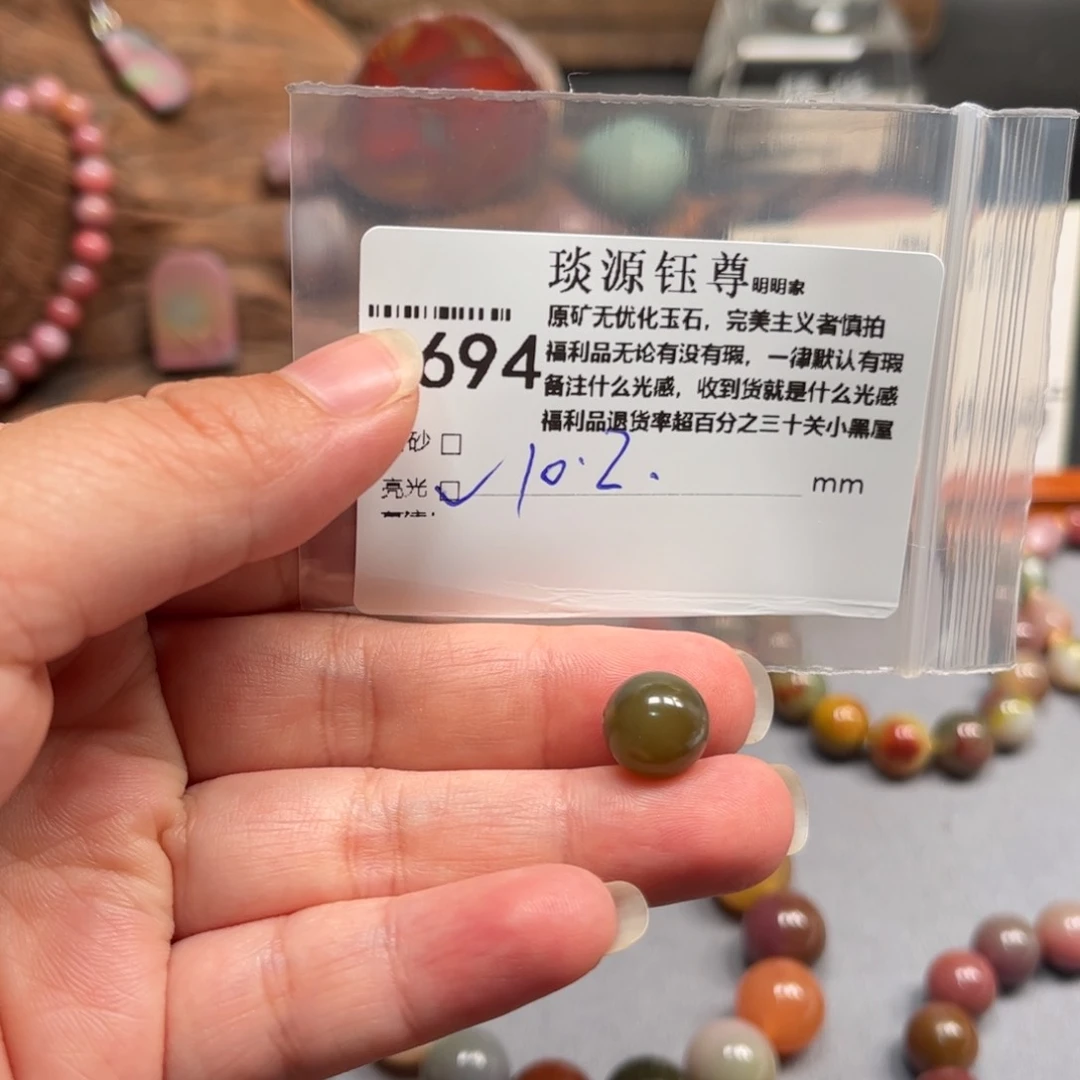 琰源钰尊明明家
原矿无优化玉石，完美主义者慎拍
694
福利品无论有没有瑕，一律默认有瑕
备注什么光感，收到货就是什么光感
福利品退货率超百分之三十关小黑屋
砂 □
亮光 □ ✓ 10.2. mm